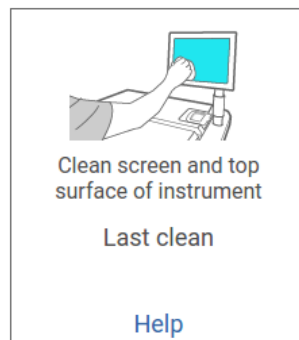 Clean screen and top
surface of instrument
Last clean
Help